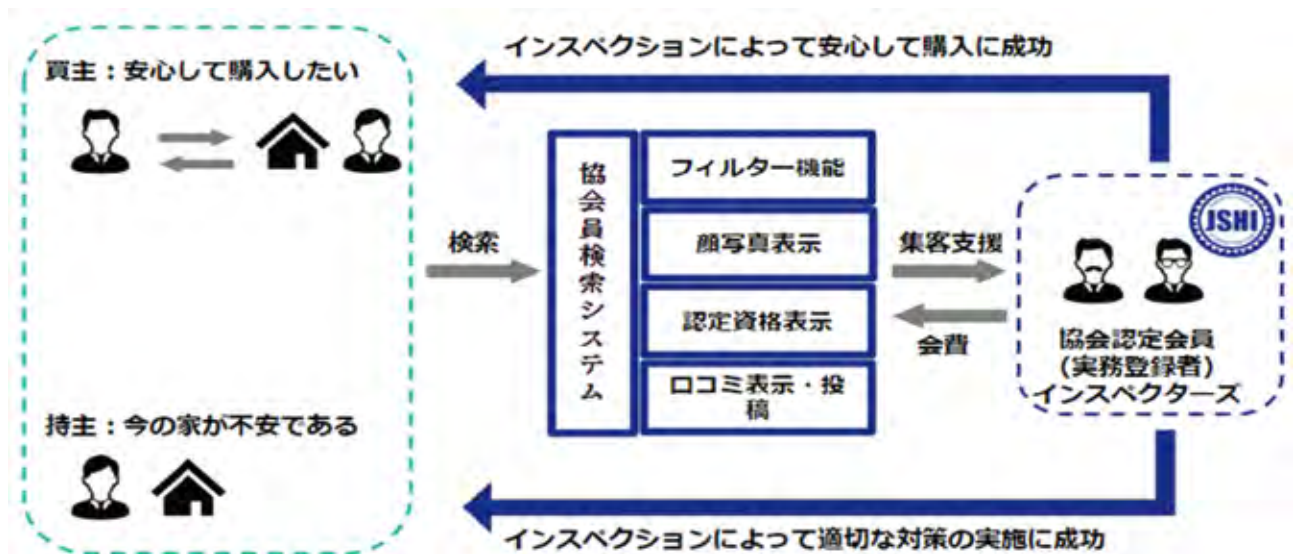 インスペクションによって安心して購入に成功
買主：安心して購入したい
協会員検索システム
フィルター機能
顔写真表示
認定資格表示
口コミ表示・投
稿
検索
集客支援
会費
JSHI
協会認定会員
(実務登録者)
インスペクターズ
持主：今の家が不安である
インスペクションによって適切な対策の実施に成功